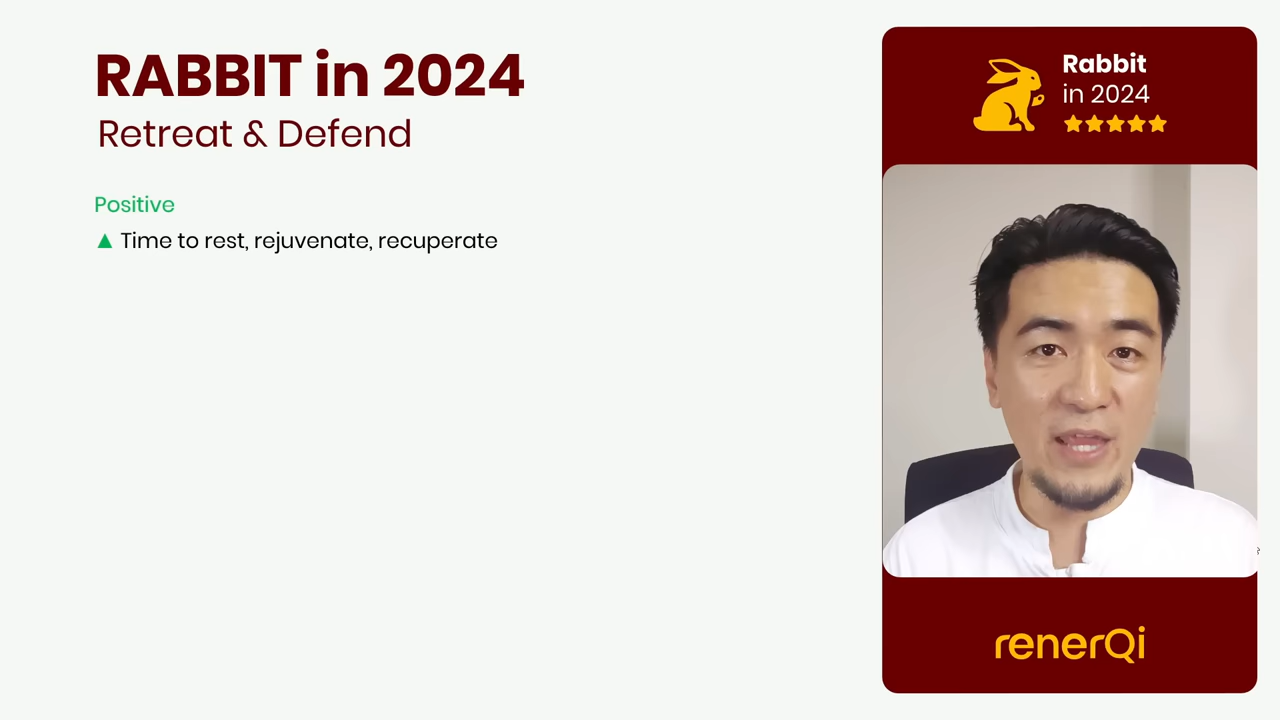 RABBIT in 2024
Retreat & Defend
Positive
▲ Time to rest, rejuvenate, recuperate
Rabbit
in 2024
renerQi